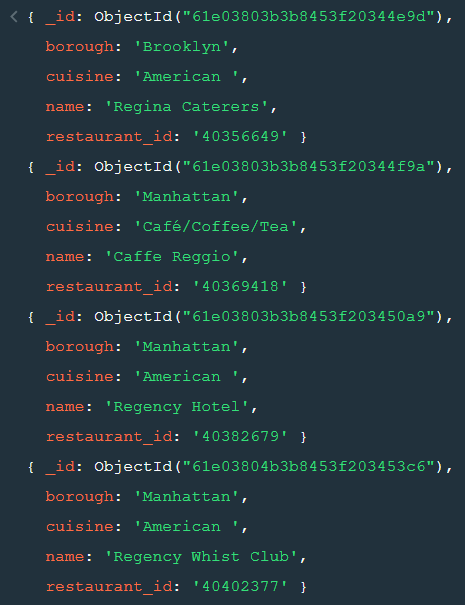 { _id: ObjectId("61e03803b3b8453f20344e9d"),
borough: 'Brooklyn',
cuisine: 'American ',
name: 'Regina Caterers',
restaurant_id: '40356649' }
{ _id: ObjectId("61e03803b3b8453f20344f9a"),
borough: 'Manhattan',
cuisine: 'Café/Coffee/Tea',
name: 'Caffe Reggio',
restaurant_id: '40369418' }
{ _id: ObjectId("61e03803b3b8453f203450a9"),
borough: 'Manhattan',
cuisine: 'American ',
name: 'Regency Hotel',
restaurant_id: '40382679' }
{ _id: ObjectId("61e03804b3b8453f203453c6"),
borough: 'Manhattan',
cuisine: 'American ',
name: 'Regency Whist Club',
restaurant_id: '40402377' }